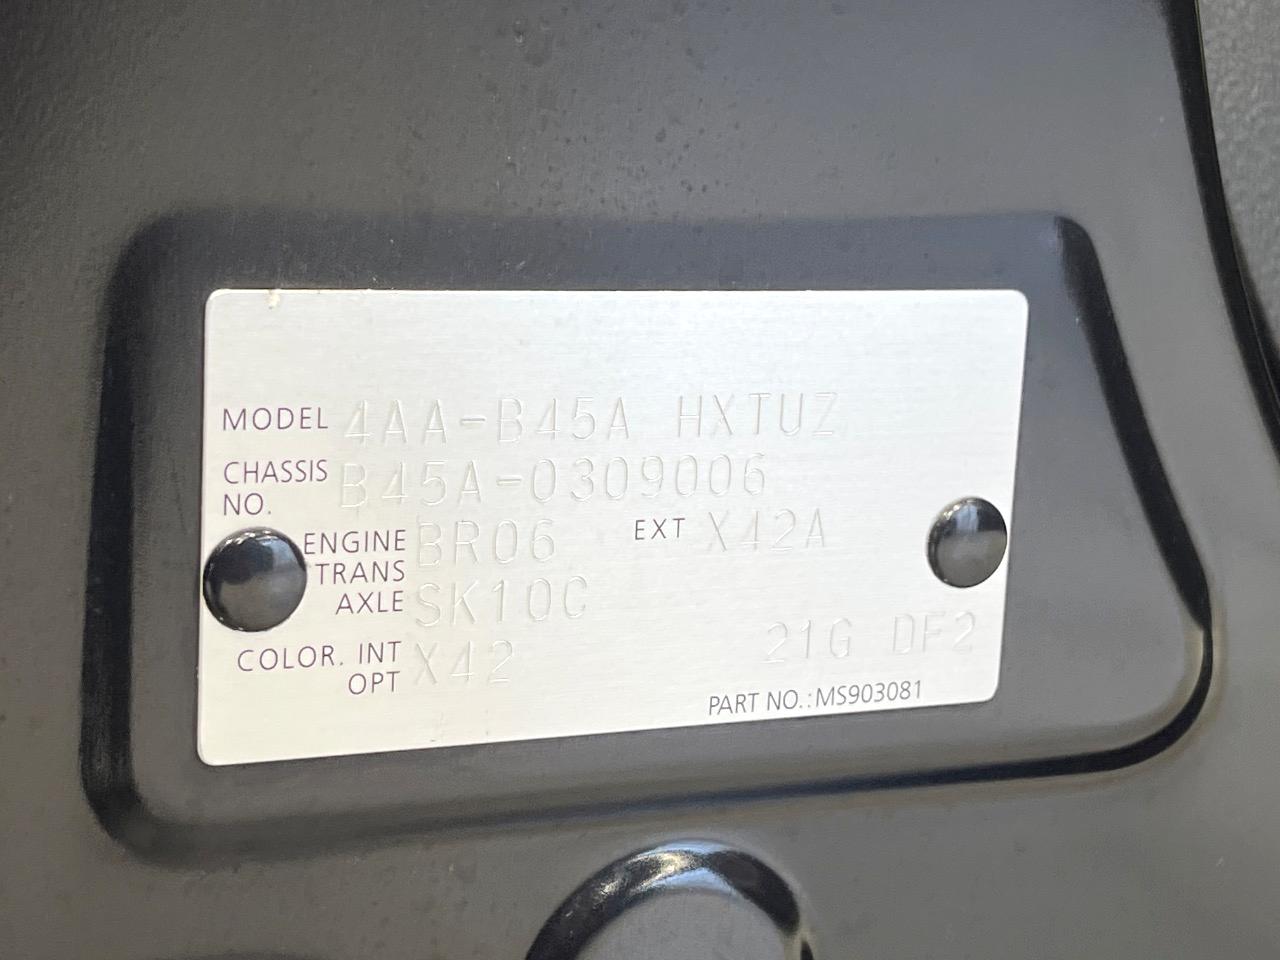 MODEL 4AA-B45A HXTUZ
CHASSIS NO. B45A-0309006
ENGINE BR06 EXT X42A
TRANS AXLE SK10C
COLOR. INT X42 21G DF2
OPT
PART NO.:MS903081